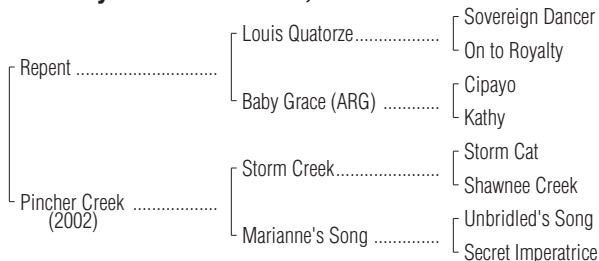 Sovereign Dancer
Louis Quatorze..................
On to Royalty
Repent ..............................
Cipayo
Baby Grace (ARG) ............
Kathy
Storm Cat
Storm Creek......................
Shawnee Creek
Pincher Creek ..................
(2002)
Unbridled's Song
Marianne's Song ..............
Secret Imperatrice